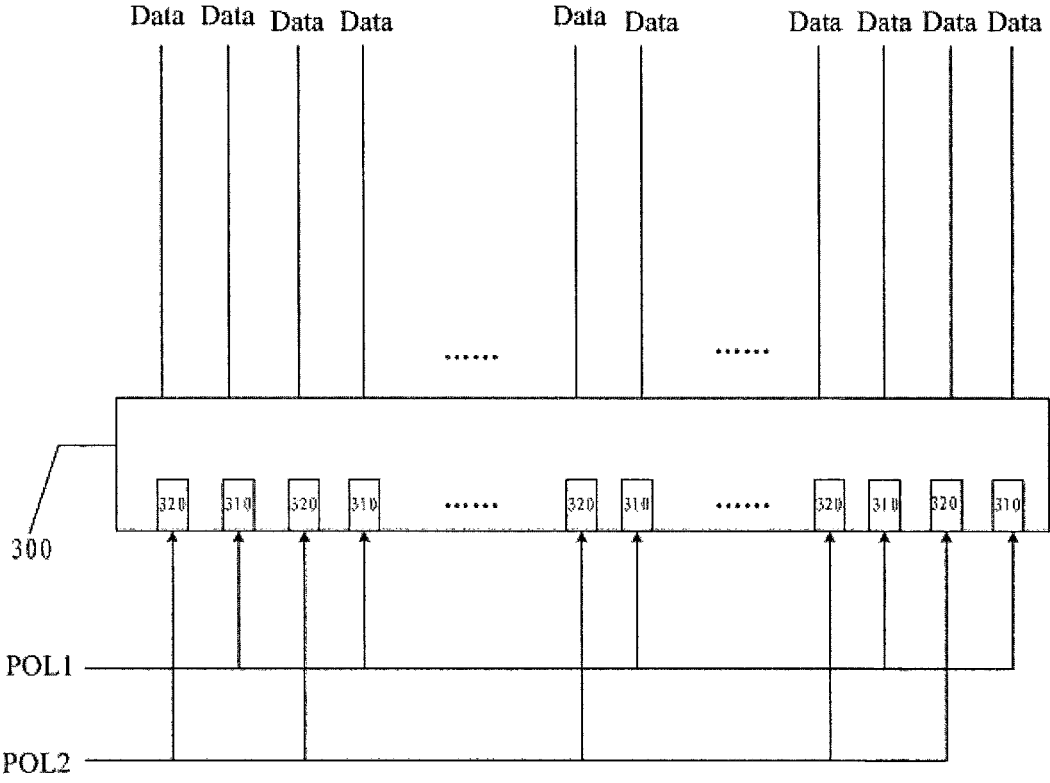 Data Data Data Data Data Data Data Data Data Data
...... ......
320 310 320 310 ...... 320 310 ...... 320 310 320 310
300
POL1
POL2